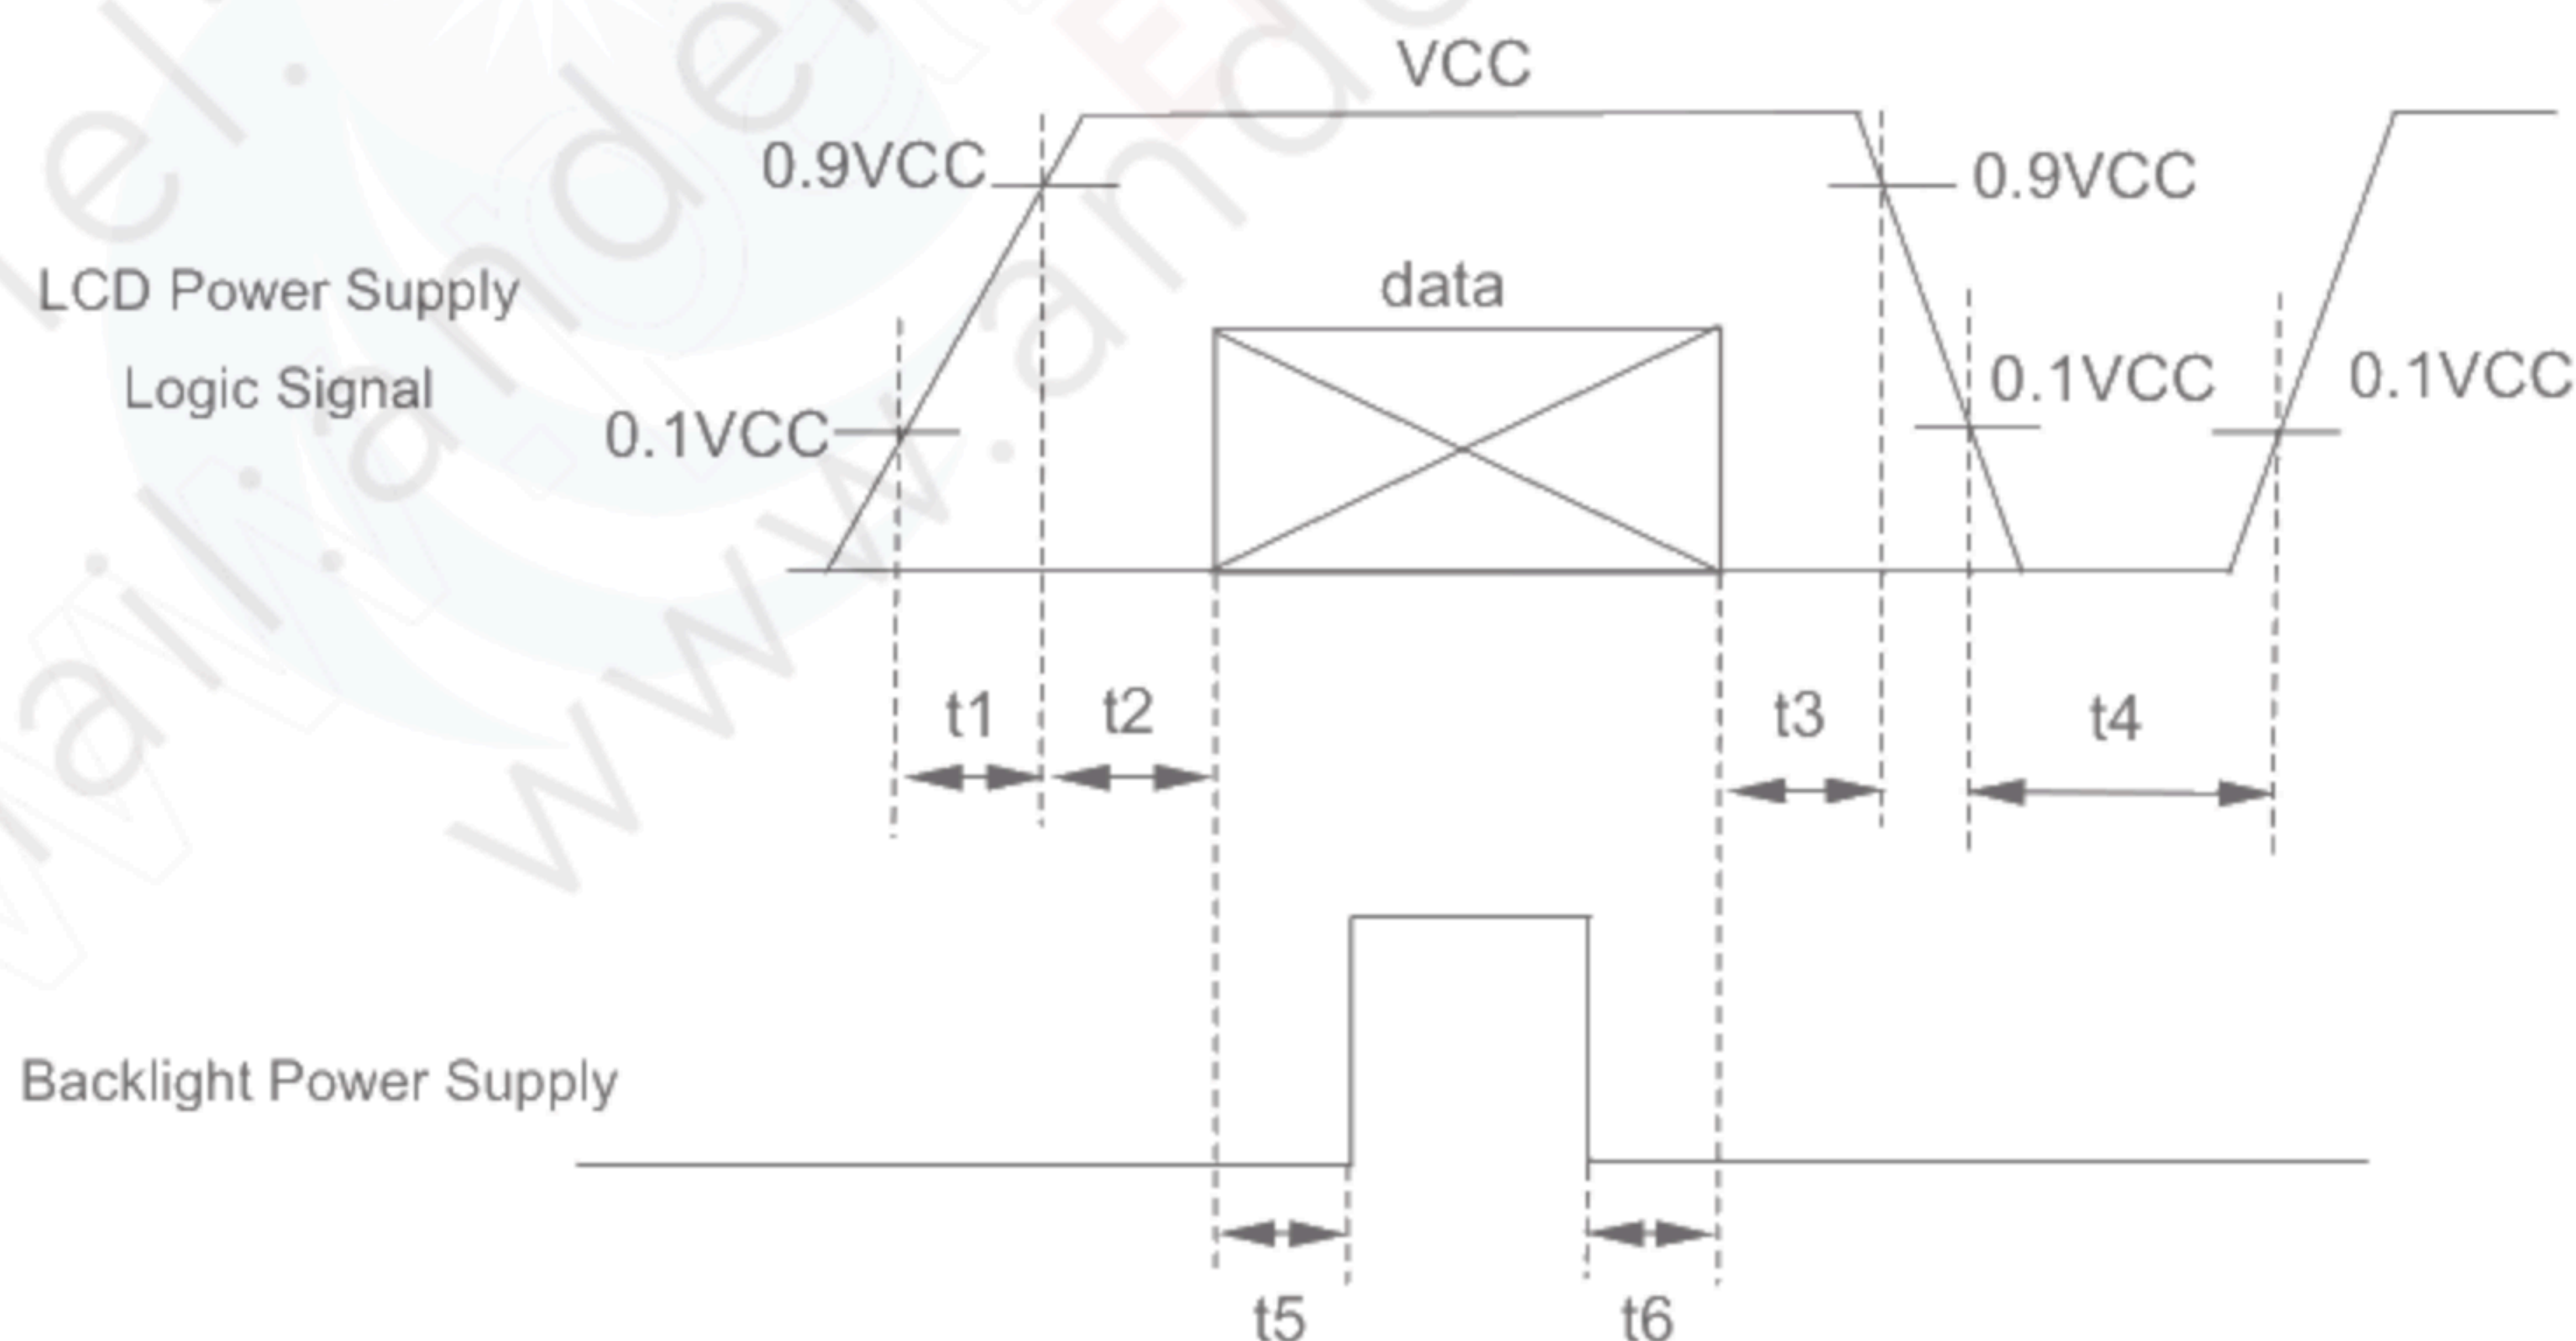 VCC
0.9VCC
0.9VCC
LCD Power Supply
data
Logic Signal
0.1VCC
0.1VCC
0.1VCC
t1
t2
t3
t4
Backlight Power Supply
t5
t6